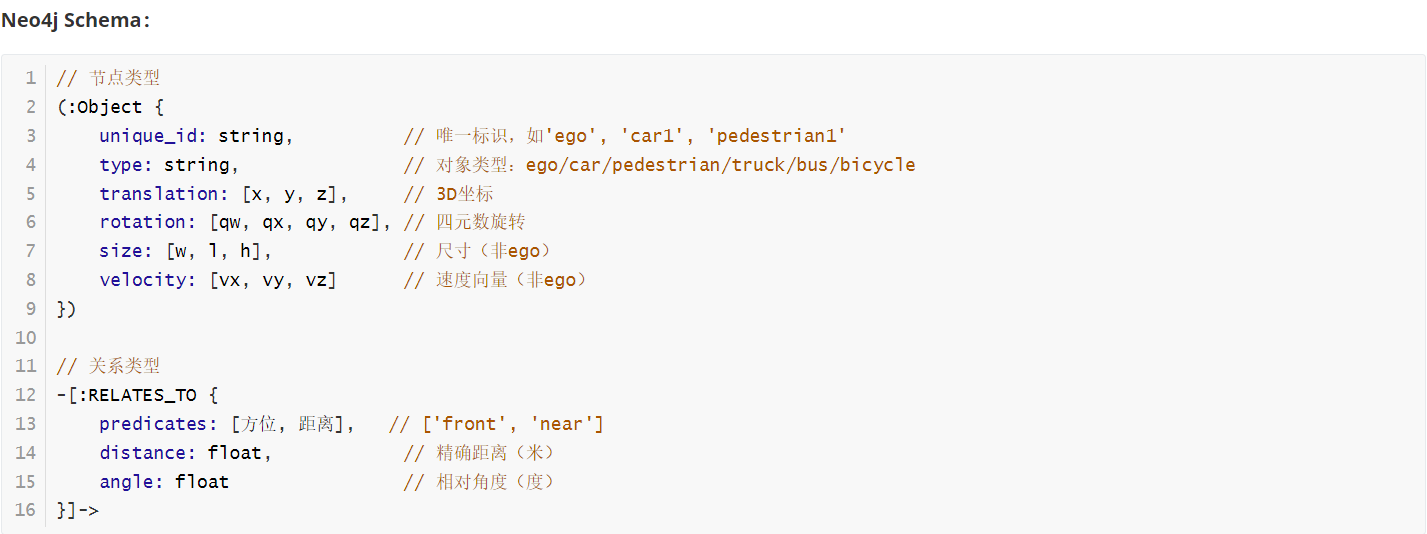 Neo4j Schema：
1 // 节点类型
2 (:Object {
3     unique_id: string,          // 唯一标识，如'ego', 'car1', 'pedestrian1'
4     type: string,               // 对象类型：ego/car/pedestrian/truck/bus/bicycle
5     translation: [x, y, z],     // 3D坐标
6     rotation: [qw, qx, qy, qz], // 四元数旋转
7     size: [w, l, h],            // 尺寸（非ego）
8     velocity: [vx, vy, vz]      // 速度向量（非ego）
9 })
10
11 // 关系类型
12 -[:RELATES_TO {
13     predicates: [方位, 距离],   // ['front', 'near']
14     distance: float,            // 精确距离（米）
15     angle: float                // 相对角度（度）
16 }]->